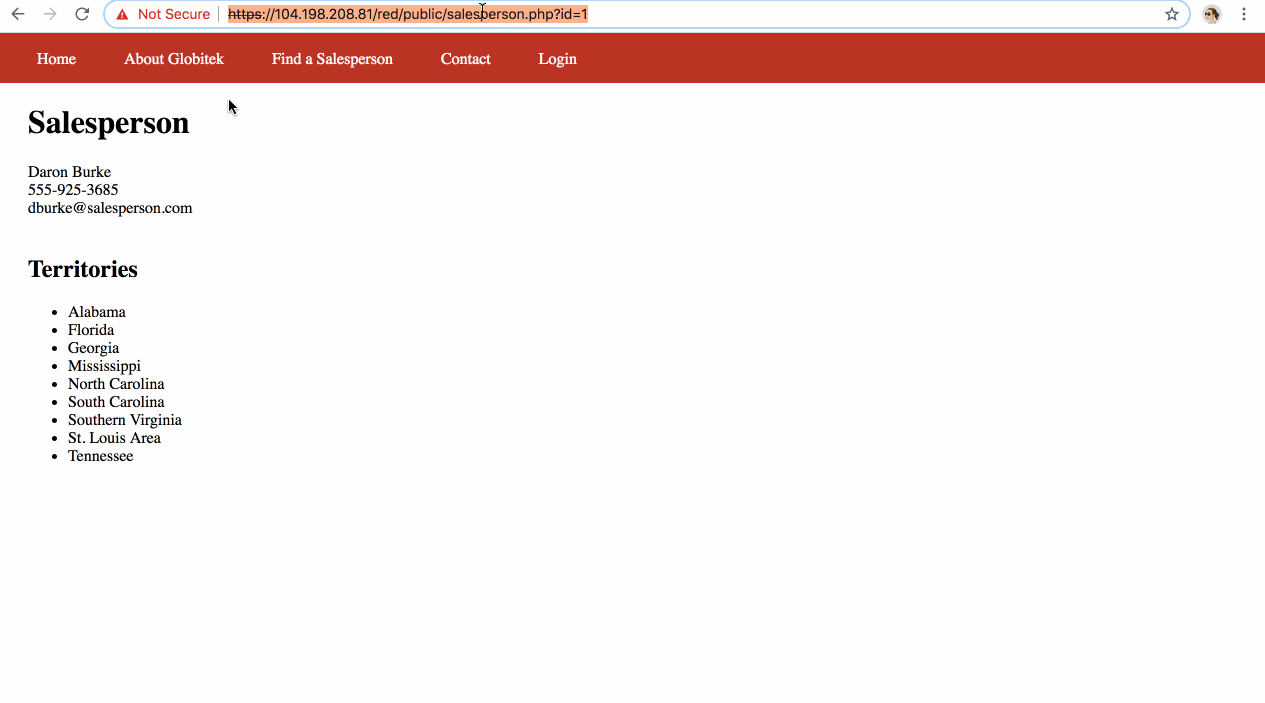 Not Secure https://104.198.208.81/red/public/salesperson.php?id=1
Home About Globitek Find a Salesperson Contact Login
Salesperson
Daron Burke
555-925-3685
dburke@salesperson.com
Territories
Alabama
Florida
Georgia
Mississippi
North Carolina
South Carolina
Southern Virginia
St. Louis Area
Tennessee